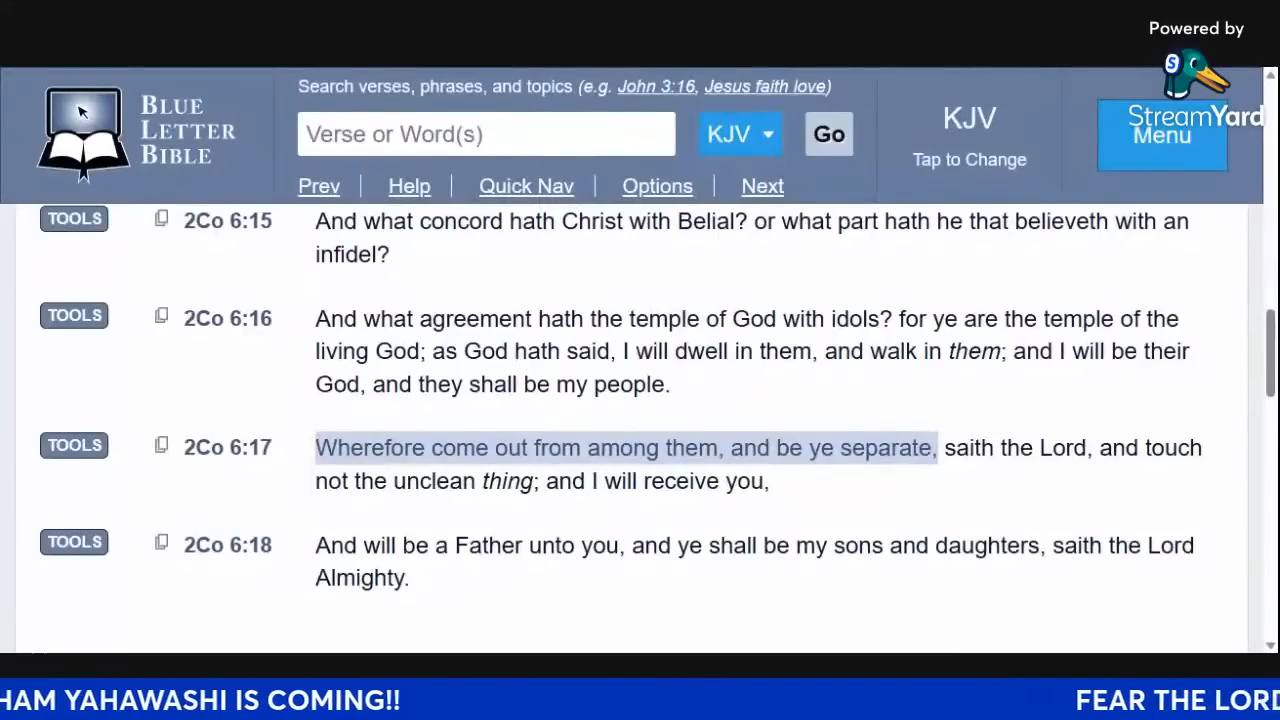 Powered by
StreamYard
BLUE
LETTER
BIBLE
Search verses, phrases, and topics (e.g. John 3:16, Jesus faith love)
Verse or Word(s)
KJV
Go
Prev
Help
Quick Nav
Options
Next
KJV
Tap to Change
Menu
TOOLS
2Co 6:15
And what concord hath Christ with Belial? or what part hath he that believeth with an
infidel?
TOOLS
2Co 6:16
And what agreement hath the temple of God with idols? for ye are the temple of the
living God; as God hath said, I will dwell in them, and walk in them; and I will be their
God, and they shall be my people.
TOOLS
2Co 6:17
Wherefore come out from among them, and be ye separate, saith the Lord, and touch
not the unclean thing; and I will receive you,
TOOLS
2Co 6:18
And will be a Father unto you, and ye shall be my sons and daughters, saith the Lord
Almighty.
HAM YAHAWASHI IS COMING!!
FEAR THE LORD